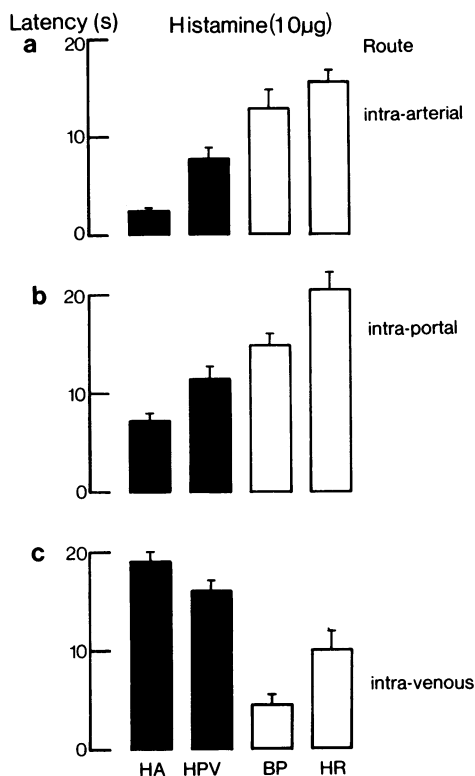 Latency (s) Histamine (10µg)
a 20 Route
10 intra-arterial
0
b 20
intra-portal
10
0
c 20
10
intra-venous
0
HA HPV BP HR